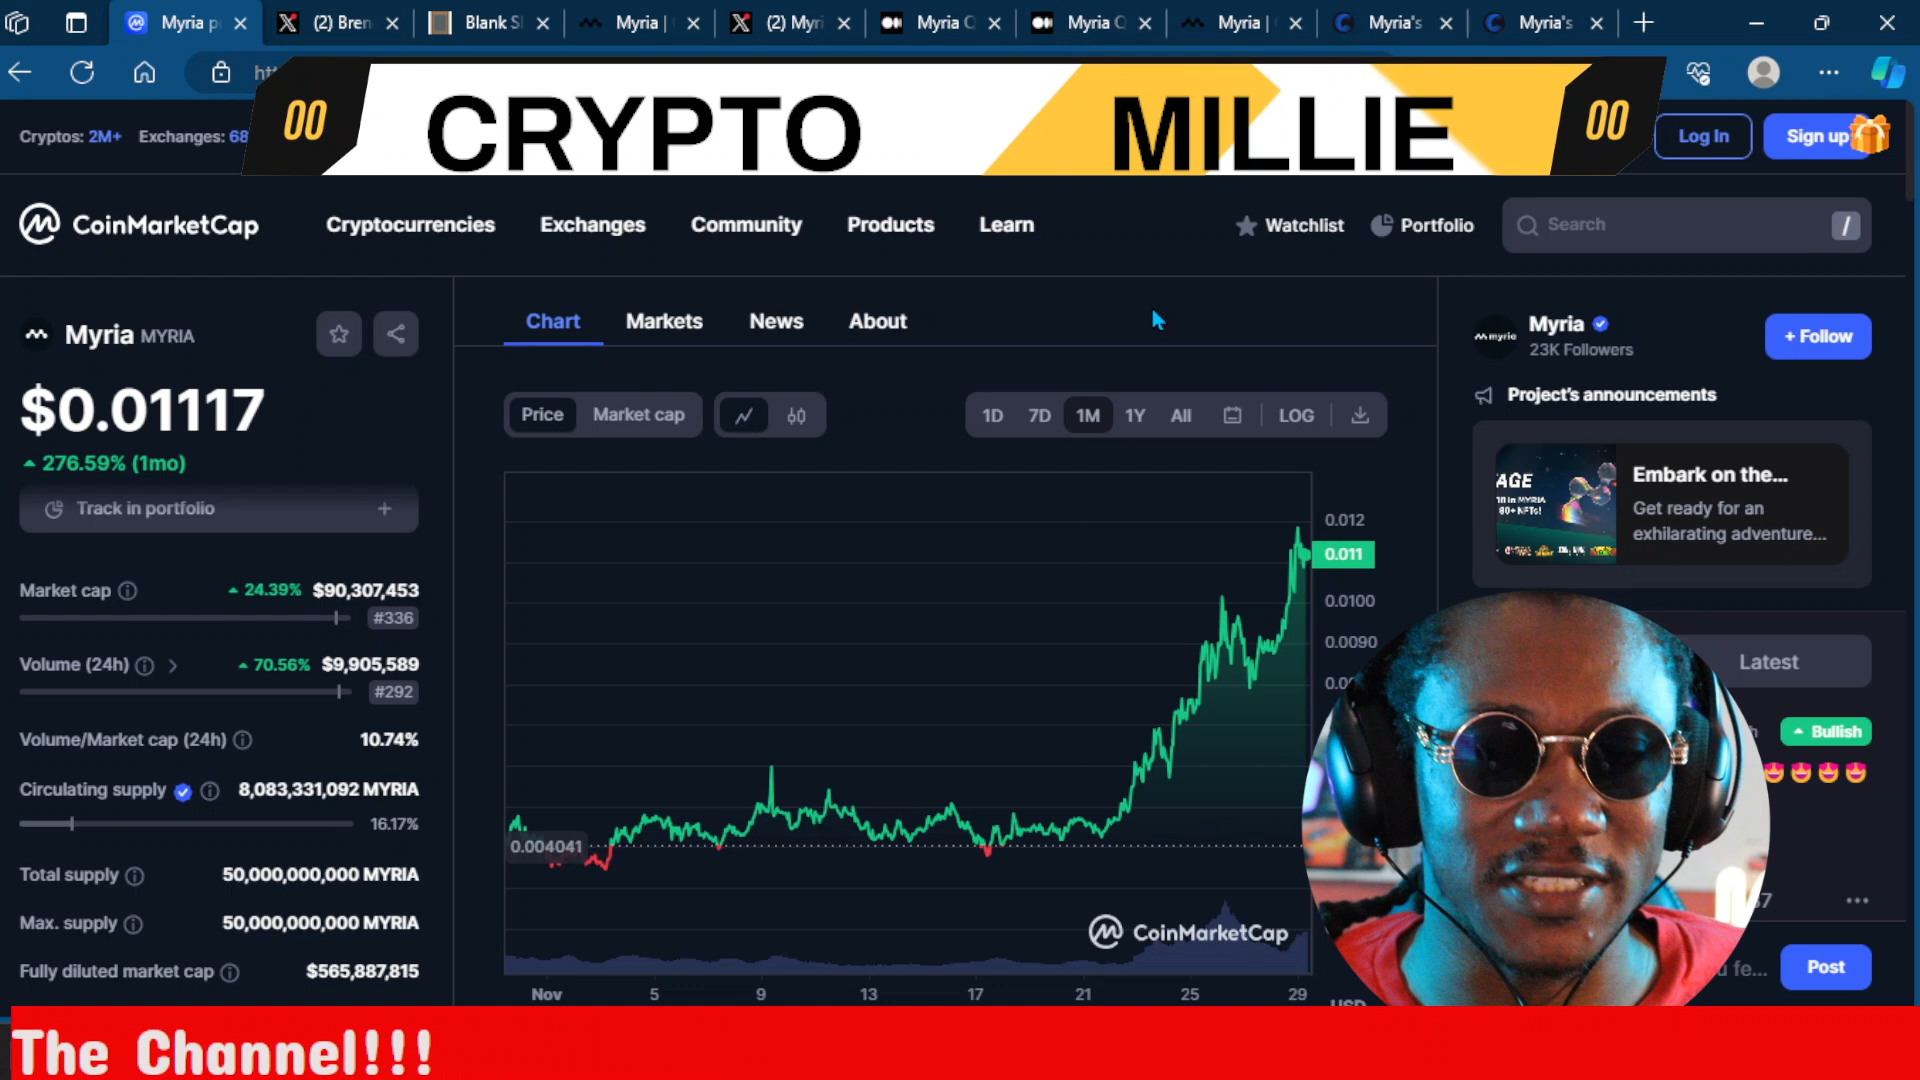 Myria p
(2) Bren
Blank S
Myria |
(2) Myri
Myria
Myria
Myria |
Myria's
Myria's
00 CRYPTO MILLIE 00
Cryptos: 2M+ Exchanges: 68
Log In
Sign up
CoinMarketCap
Cryptocurrencies
Exchanges
Community
Products
Learn
Watchlist
Portfolio
Search /
Myria MYRIA
$0.01117
276.59% (1mo)
Track in portfolio +
Market cap 24.39% $90,307,453
#336
Volume (24h) 70.56% $9,905,589
#292
Volume/Market cap (24h) 10.74%
Circulating supply 8,083,331,092 MYRIA
16.17%
Total supply 50,000,000,000 MYRIA
Max. supply 50,000,000,000 MYRIA
Fully diluted market cap $565,887,815
Chart Markets News About
Price Market cap
1D 7D 1M 1Y All LOG
0.012
0.011
0.0100
0.0090
0.004041
CoinMarketCap
Nov 5 9 13 17 21 25 29
USD
myria
Myria
23K Followers
+ Follow
Project's announcements
Embark on the...
Get ready for an
exhilarating adventure...
Latest
Bullish
Post
The Channel!!!